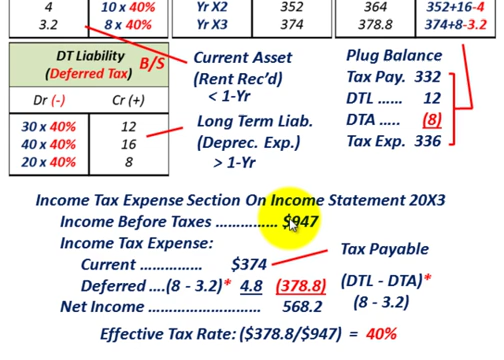 4 10 x 40% Yr X2 352 364 352+16-4
3.2 8 x 40% Yr X3 374 378.8 374+8-3.2
DT Liability
(Deferred Tax) B/S
Dr (-) Cr (+)
30 x 40% 12
40 x 40% 16
20 x 40% 8
Current Asset
(Rent Rec'd)
< 1-Yr
Long Term Liab.
(Deprec. Exp.)
> 1-Yr
Plug Balance
Tax Pay. 332
DTL ...... 12
DTA ..... (8)
Tax Exp. 336
Income Tax Expense Section On Income Statement 20X3
Income Before Taxes ............... $947
Income Tax Expense:
Current ............... $374
Tax Payable
Deferred ....(8 - 3.2)* 4.8 (378.8) (DTL - DTA)*
Net Income ........................... 568.2 (8 - 3.2)
Effective Tax Rate: ($378.8/$947) = 40%